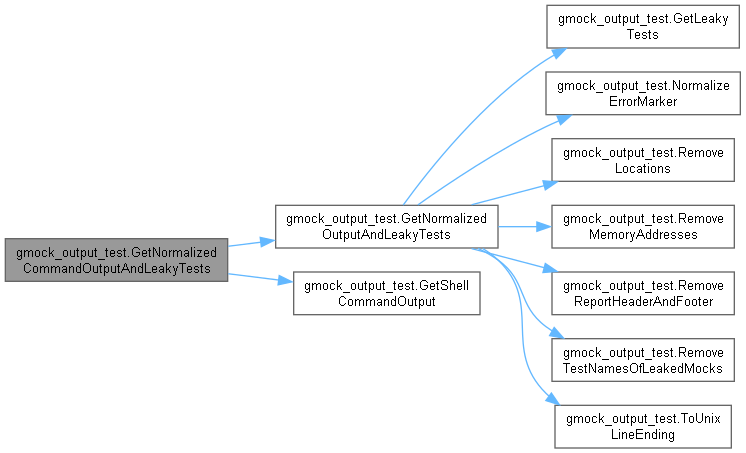 gmock_output_test.GetLeaky
Tests
gmock_output_test.Normalize
ErrorMarker
gmock_output_test.Remove
Locations
gmock_output_test.GetNormalized
OutputAndLeakyTests
gmock_output_test.Remove
MemoryAddresses
gmock_output_test.GetNormalized
CommandOutputAndLeakyTests
gmock_output_test.GetShell
CommandOutput
gmock_output_test.Remove
ReportHeaderAndFooter
gmock_output_test.Remove
TestNamesOfLeakedMocks
gmock_output_test.ToUnix
LineEnding